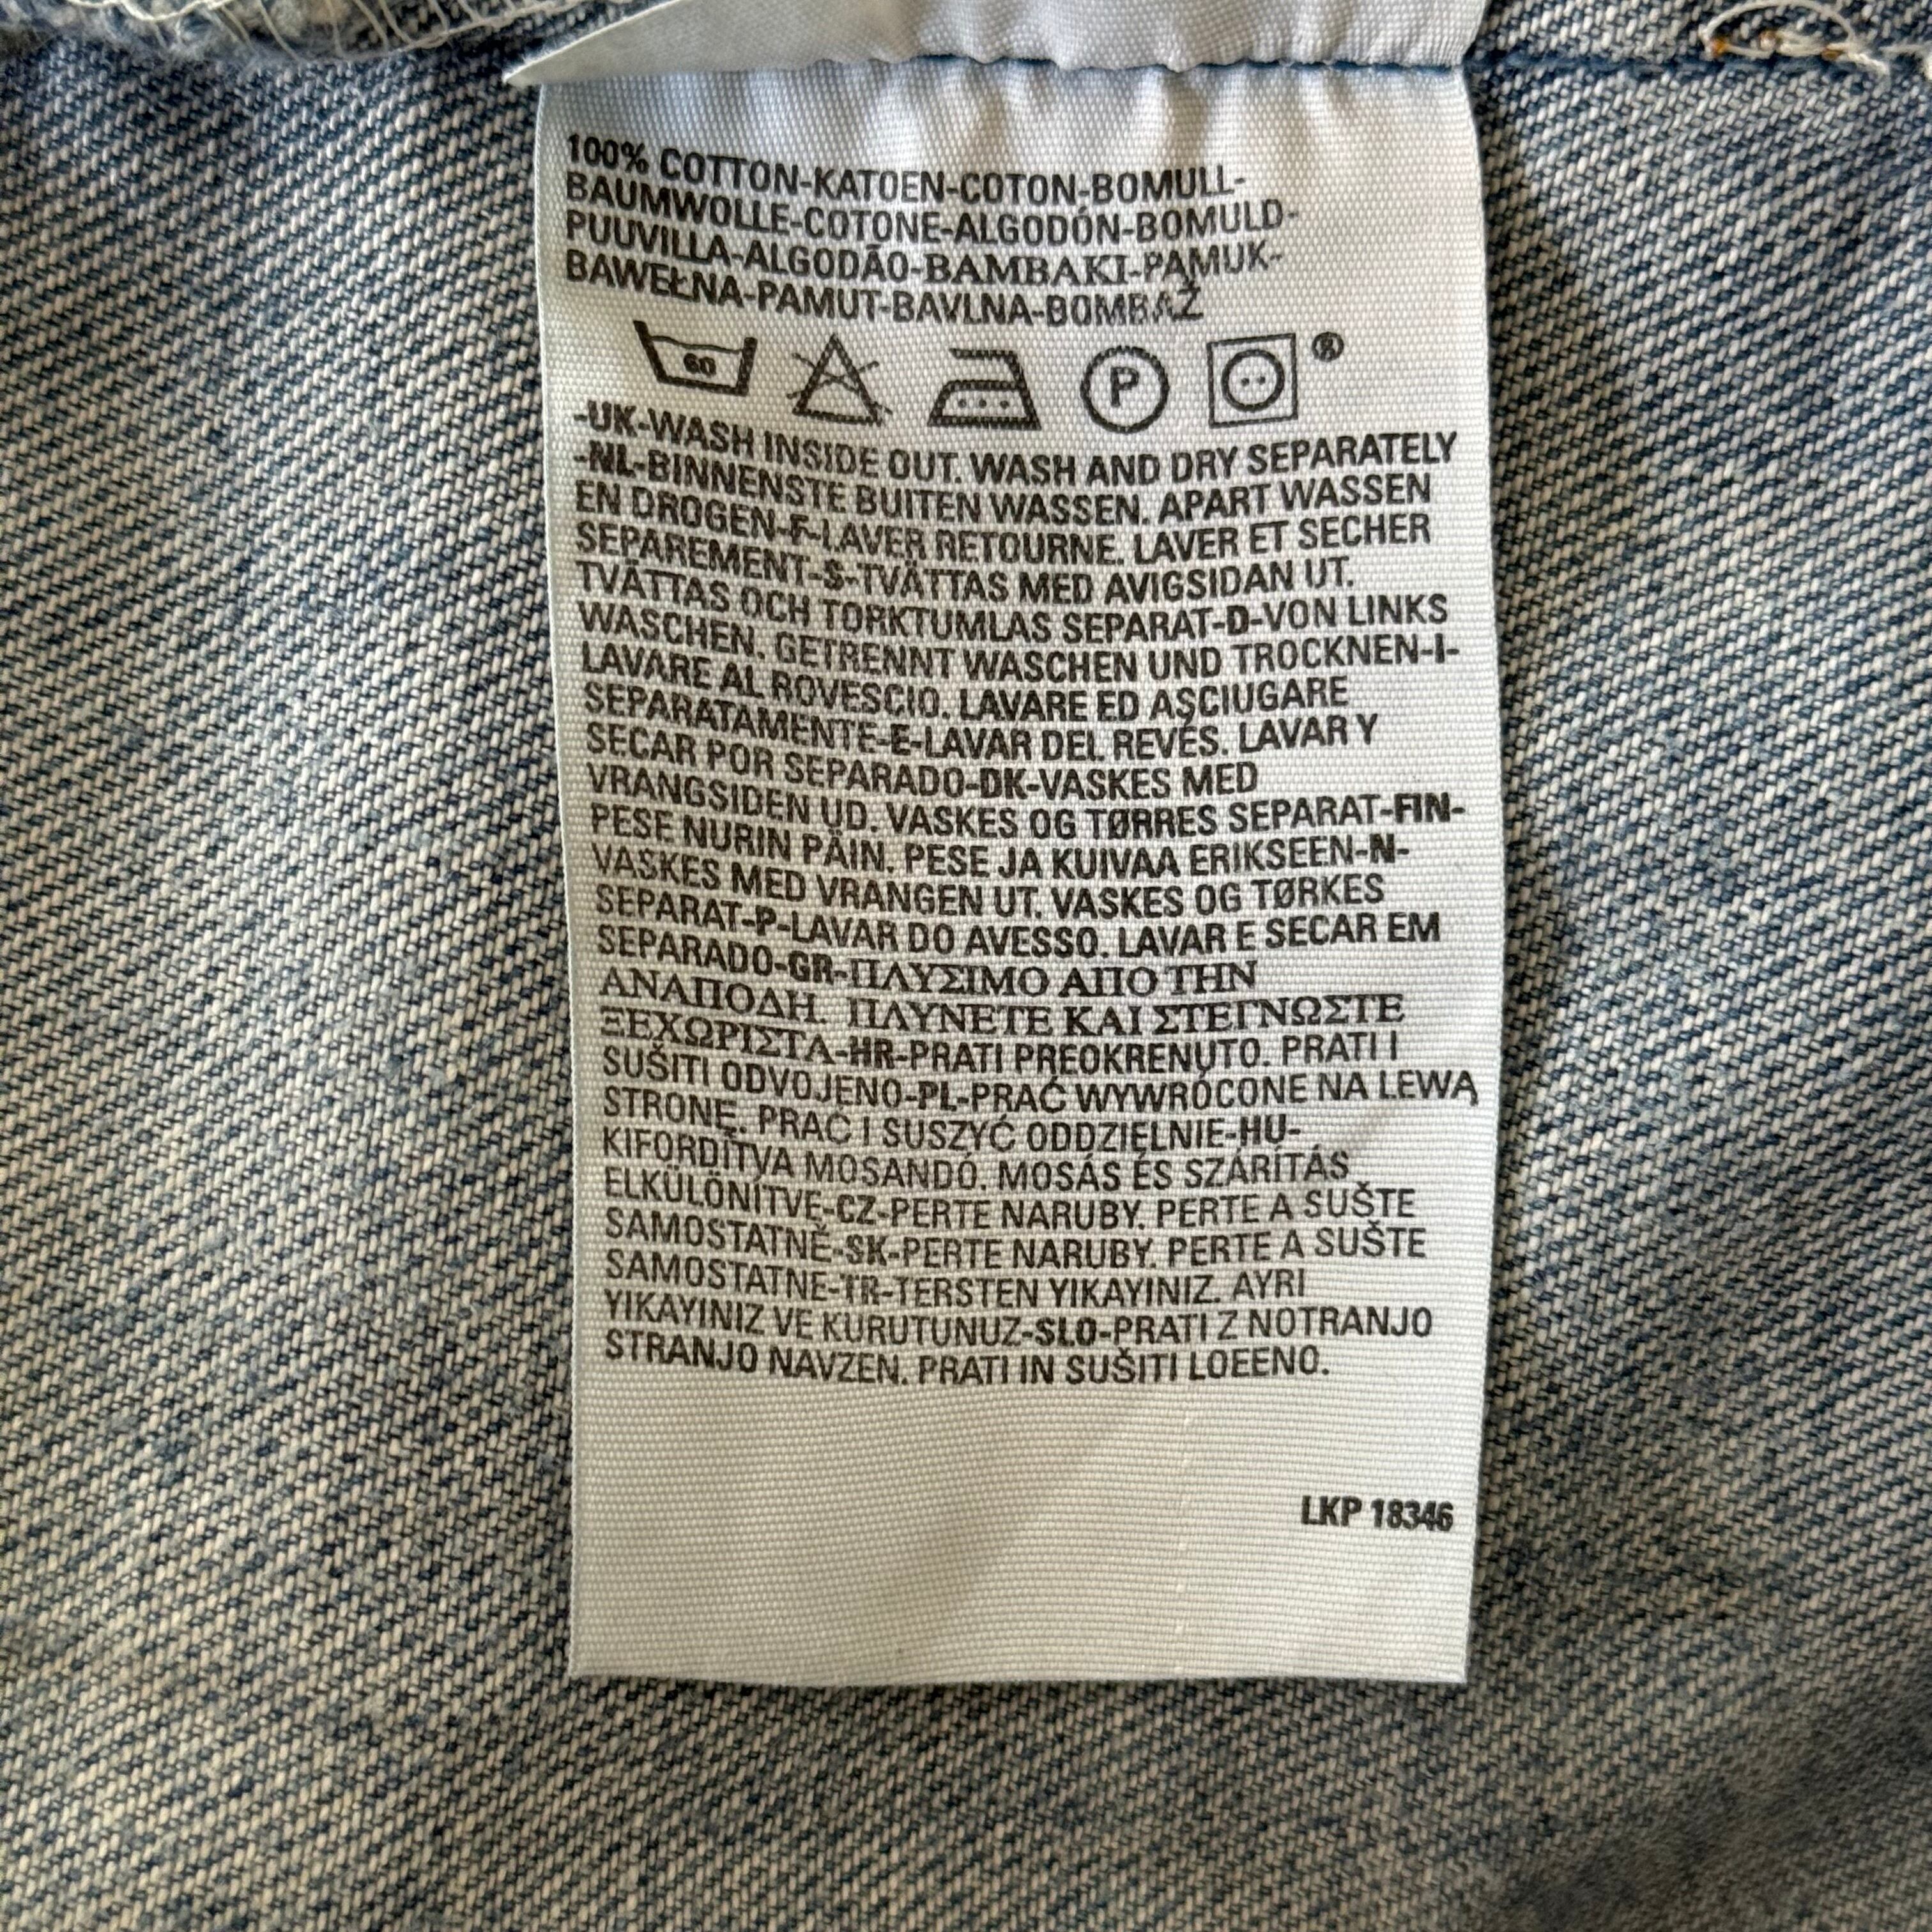 100% COTTON-KATOEN-COTON-BOMULL-
BAUMWOLLE-COTONE-ALGODÓN-BOMULD-
PUUVILLA-ALGODÃO-BAMBAKI-PAMUK-
BAWEŁNA-PAMUT-BAVLNA-BOMBAŽ
60 P ®
-UK-WASH INSIDE OUT. WASH AND DRY SEPARATELY
-NL-BINNENSTE BUITEN WASSEN. APART WASSEN
EN DROGEN-F-LAVER RETOURNE. LAVER ET SECHER
SEPAREMENT-S-TVÄTTAS MED AVIGSIDAN UT.
TVÄTTAS OCH TORKTUMLAS SEPARAT-D-VON LINKS
WASCHEN. GETRENNT WASCHEN UND TROCKNEN-I-
LAVARE AL ROVESCIO. LAVARE ED ASCIUGARE
SEPARATAMENTE-E-LAVAR DEL REVÉS. LAVAR Y
SECAR POR SEPARADO-DK-VASKES MED
VRANGSIDEN UD. VASKES OG TØRRES SEPARAT-FIN-
PESE NURIN PÄIN. PESE JA KUIVAA ERIKSEEN-N-
VASKES MED VRANGEN UT. VASKES OG TØRKES
SEPARAT-P-LAVAR DO AVESSO. LAVAR E SECAR EM
SEPARADO-GR-ΠΛΥΣΙΜΟ ΑΠΟ ΤΗΝ
ΑΝΑΠΟΔΗ. ΠΛΥΝΕΤΕ ΚΑΙ ΣΤΕΓΝΩΣΤΕ
ΞΕΧΩΡΙΣΤΑ-HR-PRATI PREOKRENUTO. PRATI I
SUŠITI ODVOJENO-PL-PRAĆ WYWRÓCONE NA LEWĄ
STRONĘ. PRAĆ I SUSZYĆ ODDZIELNIE-HU-
KIFORDÍTVA MOSANDÓ. MOSÁS ÉS SZÁRÍTÁS
ELKÜLÖNÍTVE-CZ-PERTE NARUBY. PERTE A SUŠTE
SAMOSTATNĚ-SK-PERTE NARUBY. PERTE A SUŠTE
SAMOSTATNE-TR-TERSTEN YIKAYINIZ. AYRI
YIKAYINIZ VE KURUTUNUZ-SLO-PRATI Z NOTRANJO
STRANJO NAVZEN. PRATI IN SUŠITI LOEENO.
LKP 18346